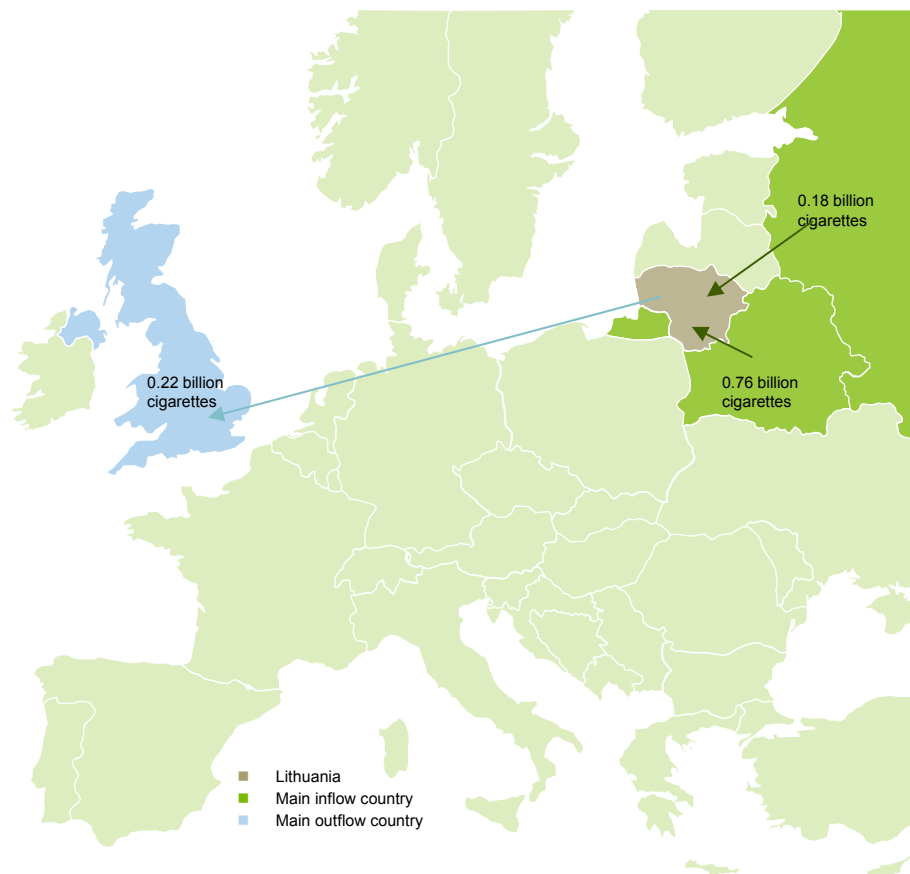 0.18 billion
cigarettes
0.22 billion
cigarettes
0.76 billion
cigarettes
Lithuania
Main inflow country
Main outflow country